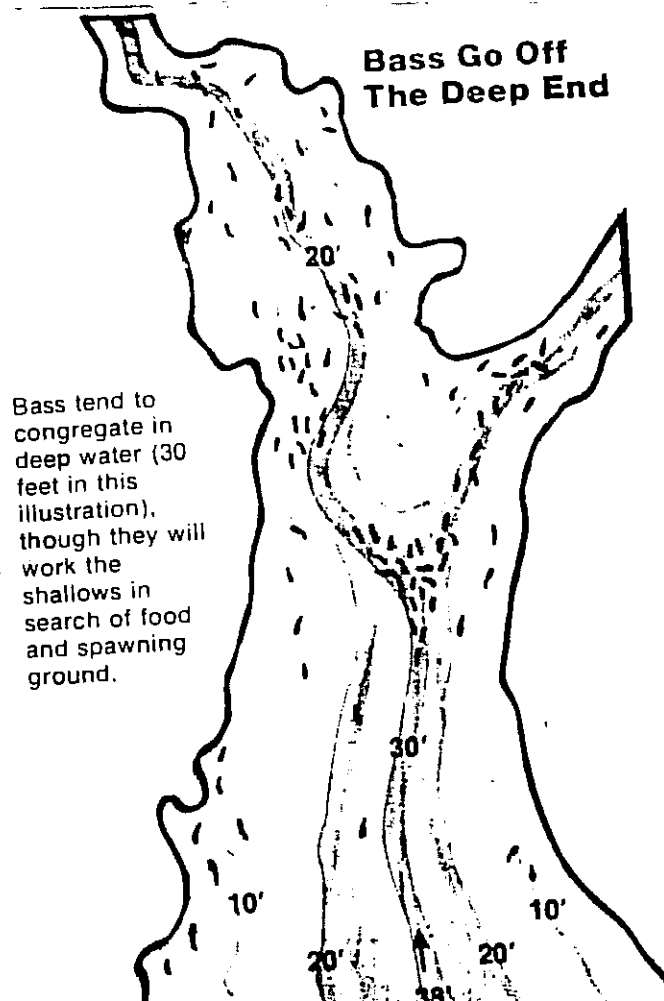 Bass Go Off
The Deep End
20'
Bass tend to
congregate in
deep water (30
feet in this
illustration),
though they will
work the
shallows in
search of food
and spawning
ground.
30'
10'
10'
20'
20'
38'